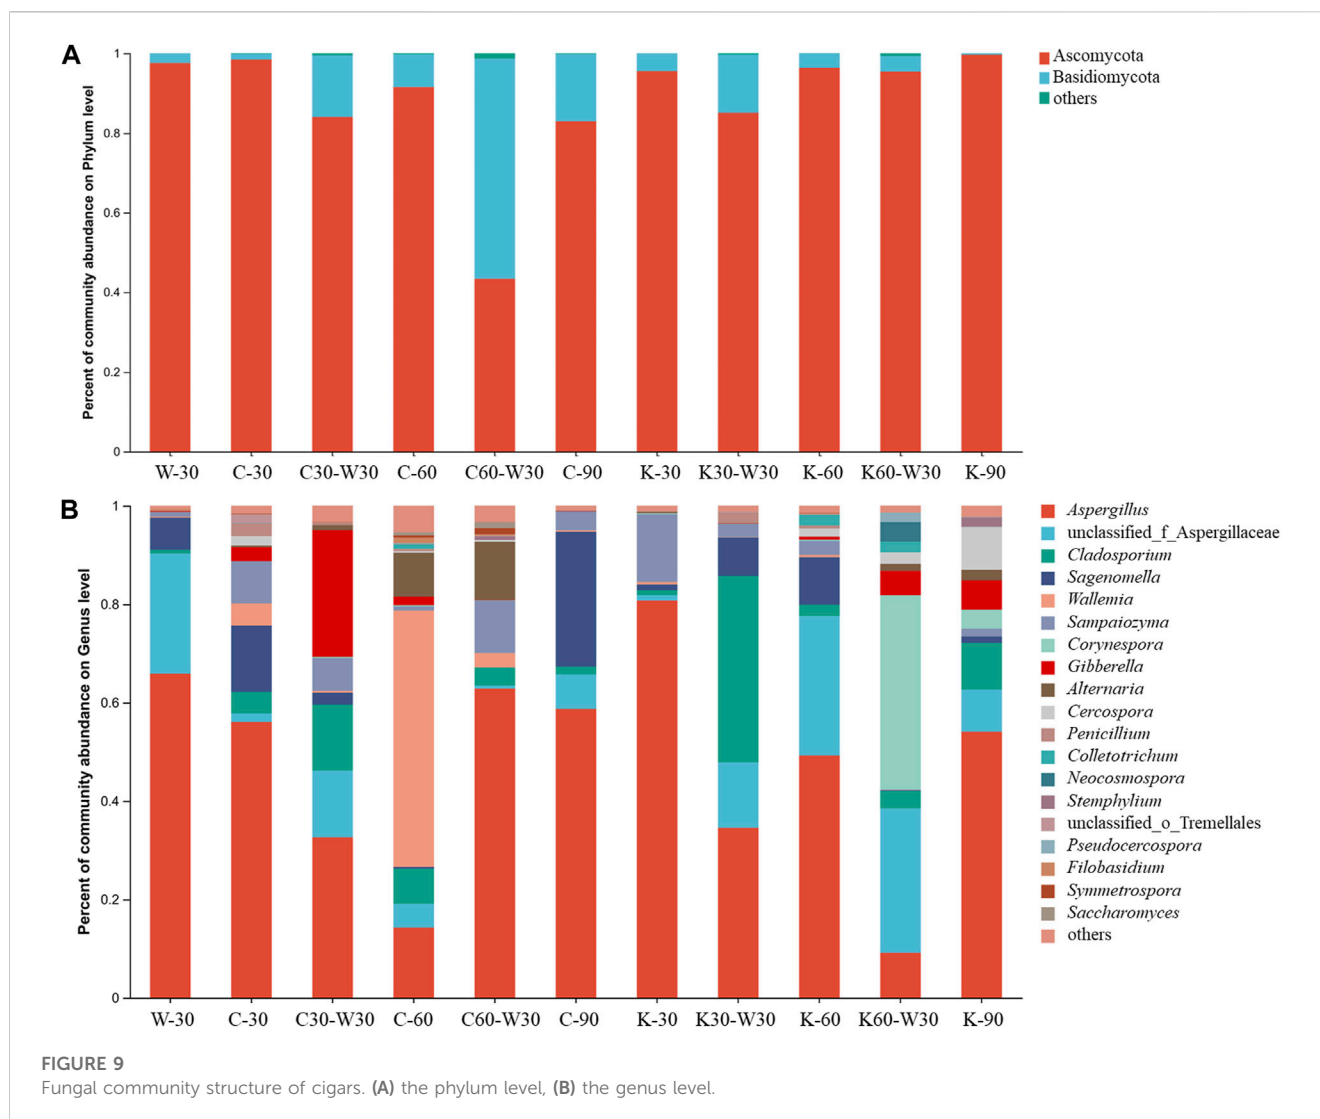 A
Percent of community abundance on Phylum level
1
0.8
0.6
0.4
0.2
0
W-30 C-30 C30-W30 C-60 C60-W30 C-90 K-30 K30-W30 K-60 K60-W30 K-90
Ascomycota
Basidiomycota
others
B
Percent of community abundance on Genus level
1
0.8
0.6
0.4
0.2
0
W-30 C-30 C30-W30 C-60 C60-W30 C-90 K-30 K30-W30 K-60 K60-W30 K-90
Aspergillus
unclassified_f_Aspergillaceae
Cladosporium
Sagenomella
Wallemia
Sampaiozyma
Corynespora
Gibberella
Alternaria
Cercospora
Penicillium
Colletotrichum
Neocosmospora
Stemphylium
unclassified_o_Tremellales
Pseudocercospora
Filobasidium
Symmetrospora
Saccharomyces
others
FIGURE 9
Fungal community structure of cigars. (A) the phylum level, (B) the genus level.